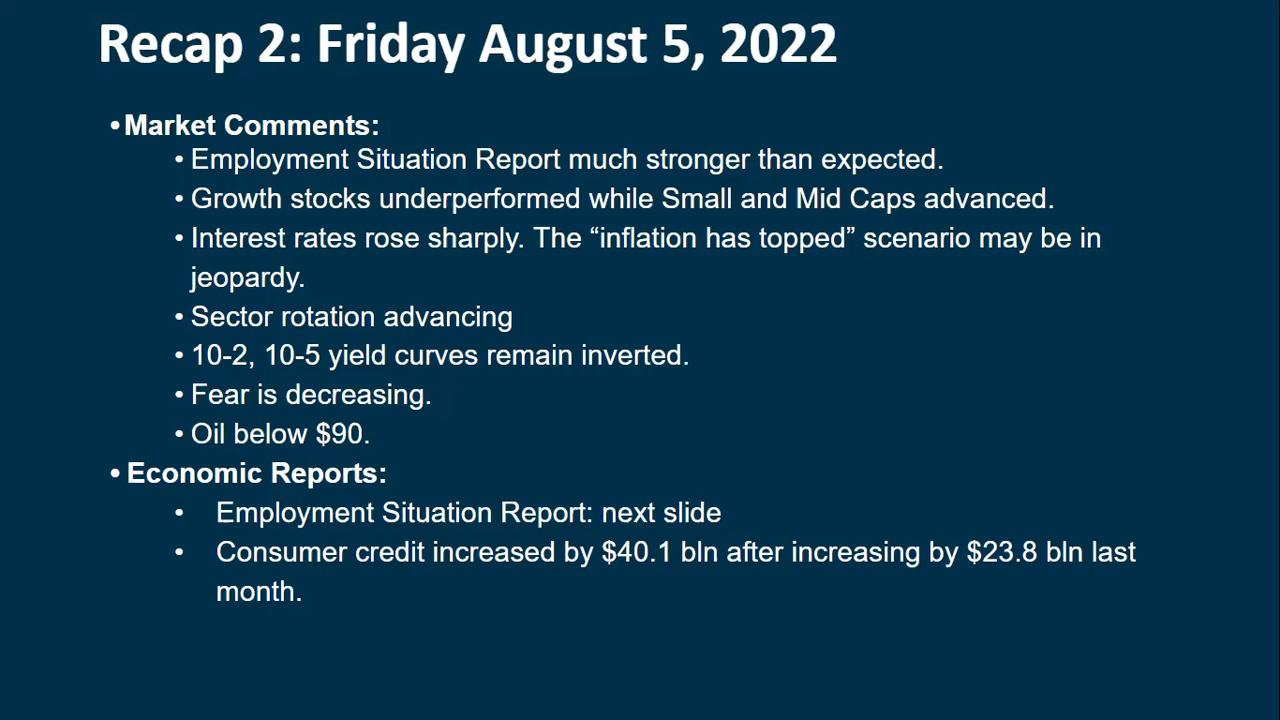 Recap 2: Friday August 5, 2022
•Market Comments:
• Employment Situation Report much stronger than expected.
• Growth stocks underperformed while Small and Mid Caps advanced.
• Interest rates rose sharply. The “inflation has topped” scenario may be in
jeopardy.
• Sector rotation advancing
• 10-2, 10-5 yield curves remain inverted.
• Fear is decreasing.
• Oil below $90.
• Economic Reports:
• Employment Situation Report: next slide
• Consumer credit increased by $40.1 bln after increasing by $23.8 bln last
month.